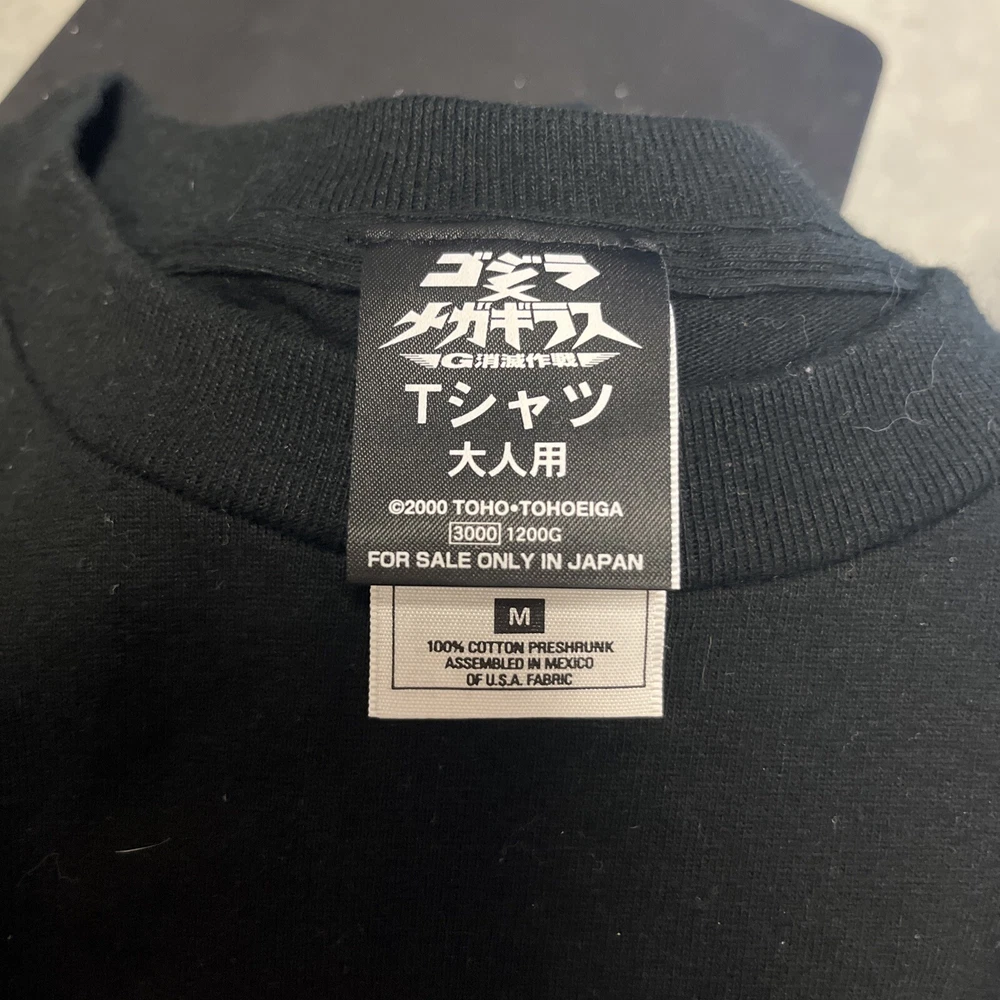 ゴジラ
×
メガギラス
G消滅作戦
Tシャツ
大人用
©2000 TOHO•TOHOEIGA
3000 1200G
FOR SALE ONLY IN JAPAN
M
100% COTTON PRESHRUNK
ASSEMBLED IN MEXICO
OF U.S.A. FABRIC